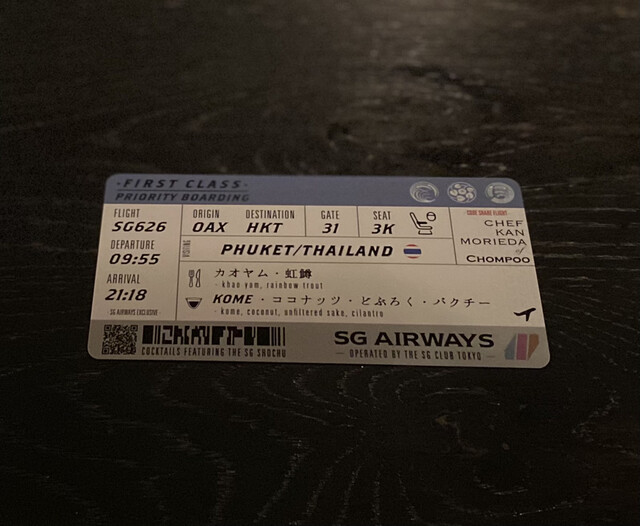 ·FIRST CLASS·
PRIORITY BOARDING
FLIGHT
SG626
ORIGIN
OAX
DESTINATION
HKT
GATE
31
SEAT
3K
CODE SHARE FLIGHT
CHEF
KAN
MORIEDA
of
CHOMPOO
DEPARTURE
09:55
VISITING
PHUKET/THAILAND
ARRIVAL
21:18
カオヤム・虹鱒
- khao yam, rainbow trout
KOME・ココナッツ・どぶろく・パクチー
- kome, coconut, unfiltered sake, cilantro
- SG AIRWAYS EXCLUSIVE
COCKTAILS FEATURING THE SG SHOCHU
SG AIRWAYS
— OPERATED BY THE SG CLUB TOKYO —